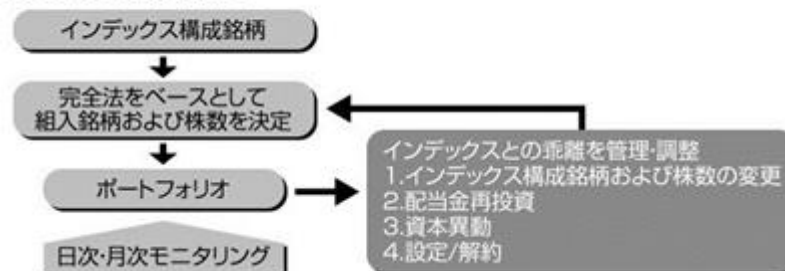 インデックス構成銘柄
完全法をベースとして
組入銘柄および株数を決定
ポートフォリオ
日次・月次モニタリング
インデックスとの乖離を管理・調整
1.インデックス構成銘柄および株数の変更
2.配当金再投資
3.資本異動
4.設定/解約